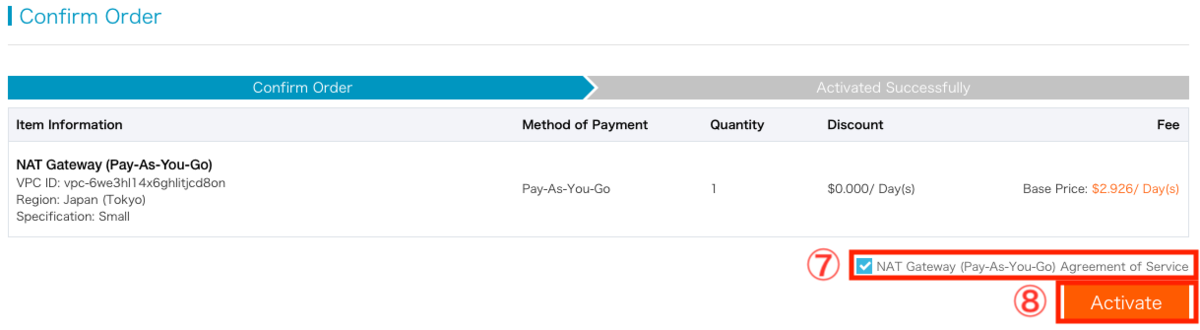 Confirm Order
Confirm Order Activated Successfully
Item Information Method of Payment Quantity Discount Fee
NAT Gateway (Pay-As-You-Go)
VPC ID: vpc-6we3hl14x6ghlitjcd8on
Region: Japan (Tokyo)
Specification: Small
Pay-As-You-Go 1 $0.000/ Day(s) Base Price: $2.926/ Day(s)
⑦ NAT Gateway (Pay-As-You-Go) Agreement of Service
⑧ Activate